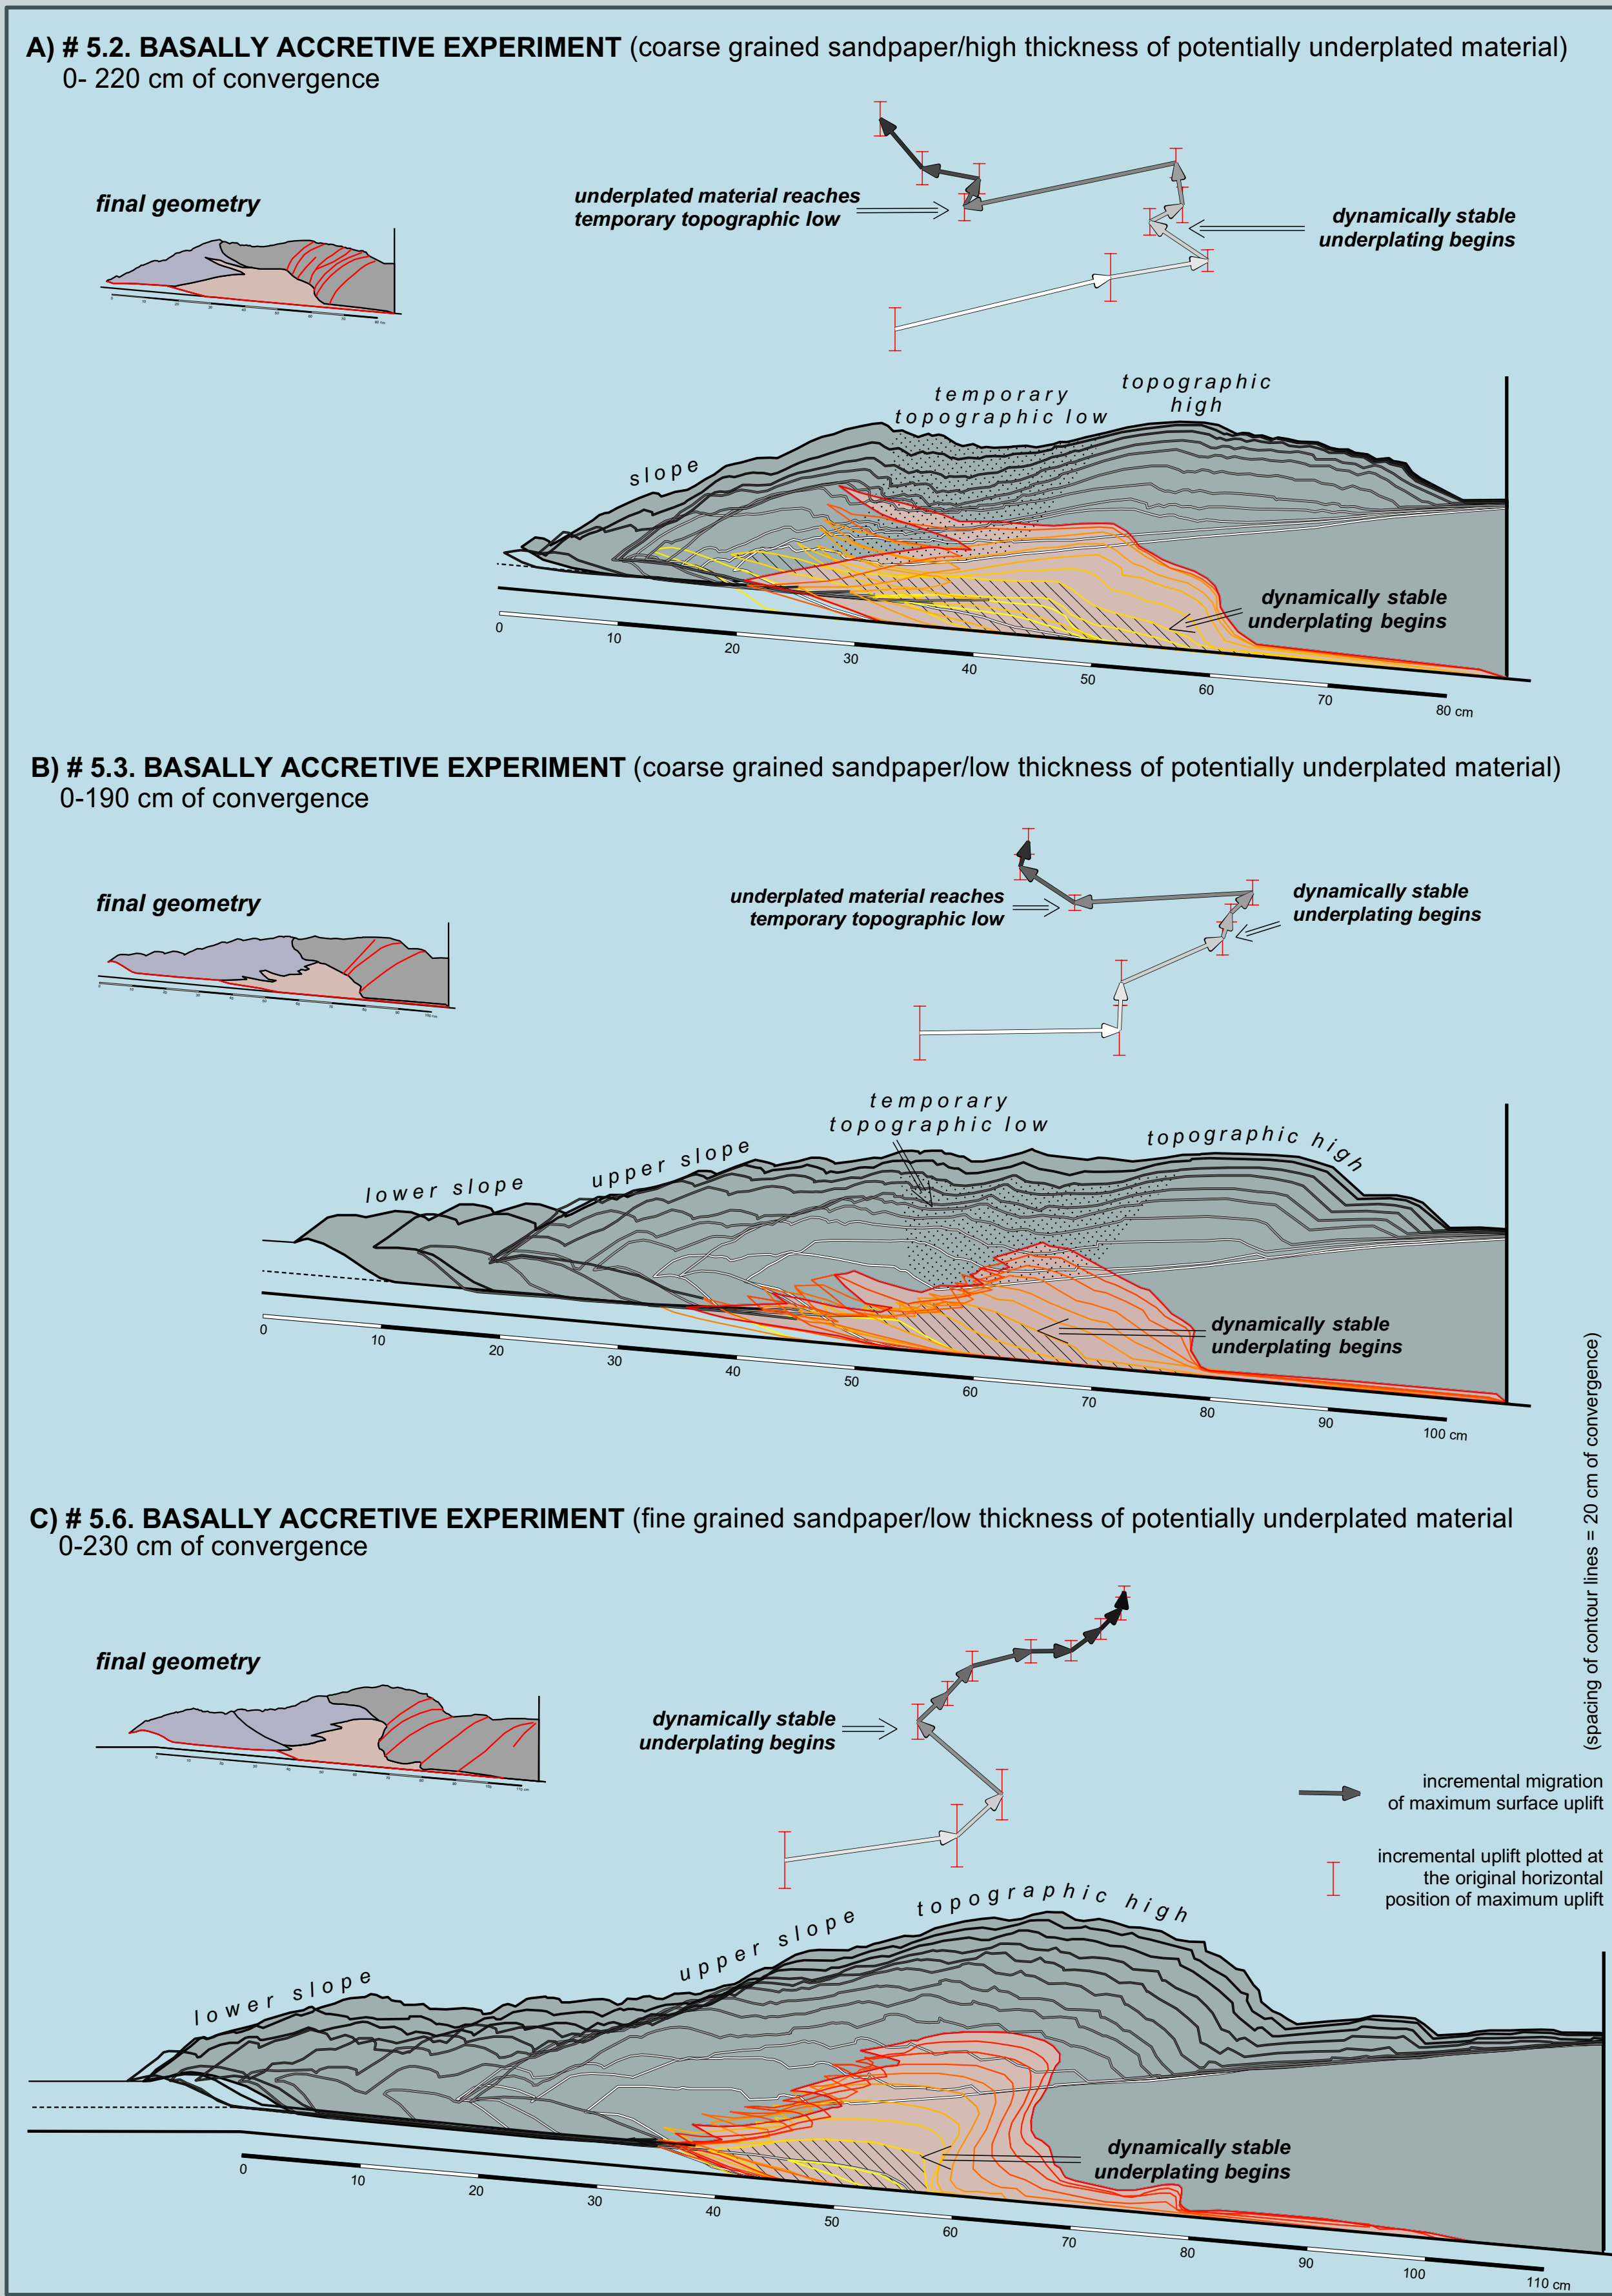 A) # 5.2. BASALLY ACCRETIVE EXPERIMENT (coarse grained sandpaper/high thickness of potentially underplated material)
0- 220 cm of convergence
final geometry
underplated material reaches
temporary topographic low
dynamically stable
underplating begins
temporary
topographic low
topographic
high
slope
dynamically stable
underplating begins
0
10
20
30
40
50
60
70
80 cm
B) # 5.3. BASALLY ACCRETIVE EXPERIMENT (coarse grained sandpaper/low thickness of potentially underplated material)
0-190 cm of convergence
final geometry
underplated material reaches
temporary topographic low
dynamically stable
underplating begins
temporary
topographic low
topographic high
upper slope
lower slope
dynamically stable
underplating begins
0
10
20
30
40
50
60
70
80
90
100 cm
(spacing of contour lines = 20 cm of convergence)
C) # 5.6. BASALLY ACCRETIVE EXPERIMENT (fine grained sandpaper/low thickness of potentially underplated material
0-230 cm of convergence
final geometry
dynamically stable
underplating begins
incremental migration
of maximum surface uplift
incremental uplift plotted at
the original horizontal
position of maximum uplift
topographic high
upper slope
lower slope
dynamically stable
underplating begins
0
10
20
30
40
50
60
70
80
90
100
110 cm